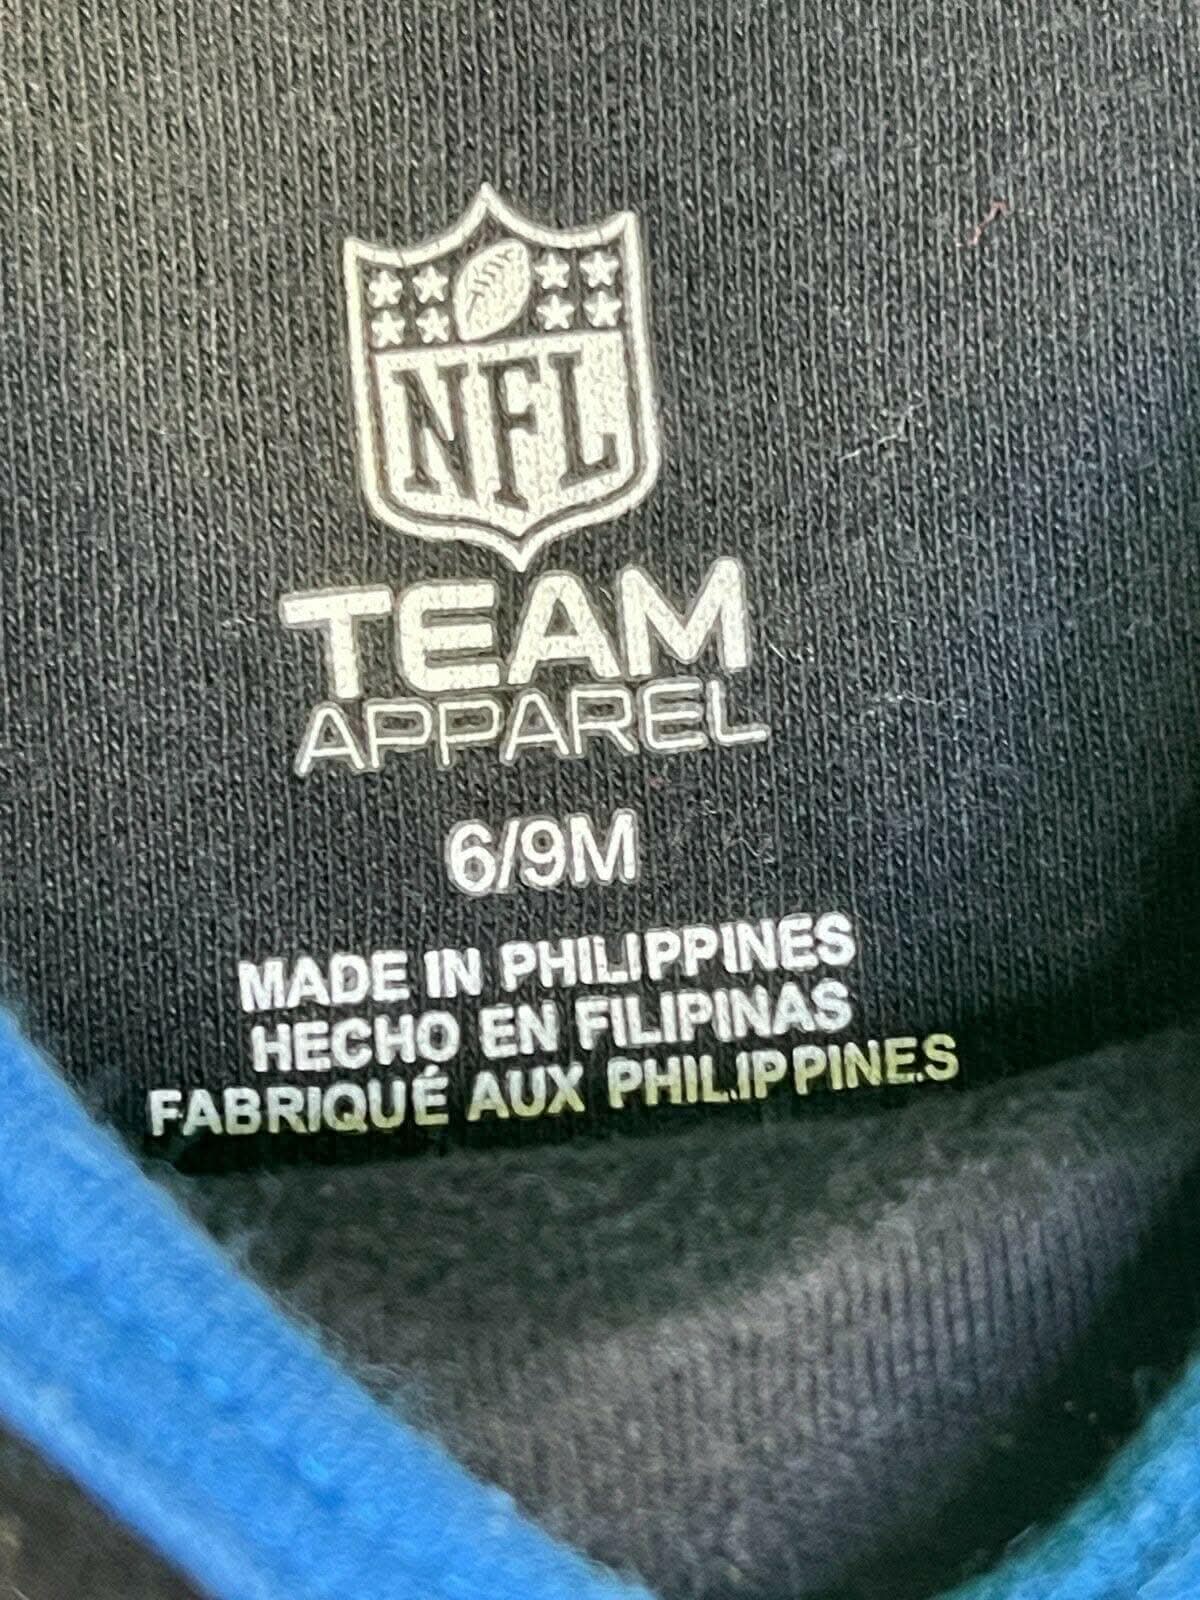 NFL
TEAM
APPAREL
6/9M
MADE IN PHILIPPINES
HECHO EN FILIPINAS
FABRIQUÉ AUX PHILIPPINES